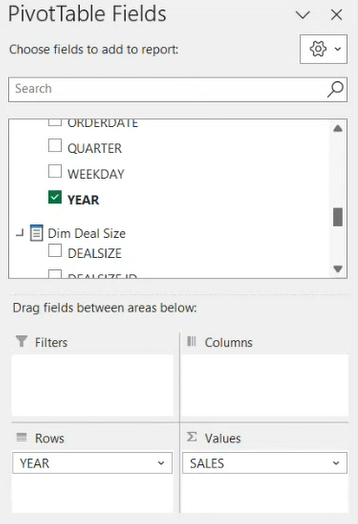 PivotTable Fields
Choose fields to add to report:
Search
ORDERDATE
QUARTER
WEEKDAY
YEAR
Dim Deal Size
DEALSIZE
DEALSIZE ID
Drag fields between areas below:
Filters
Columns
Rows
Σ Values
YEAR
SALES